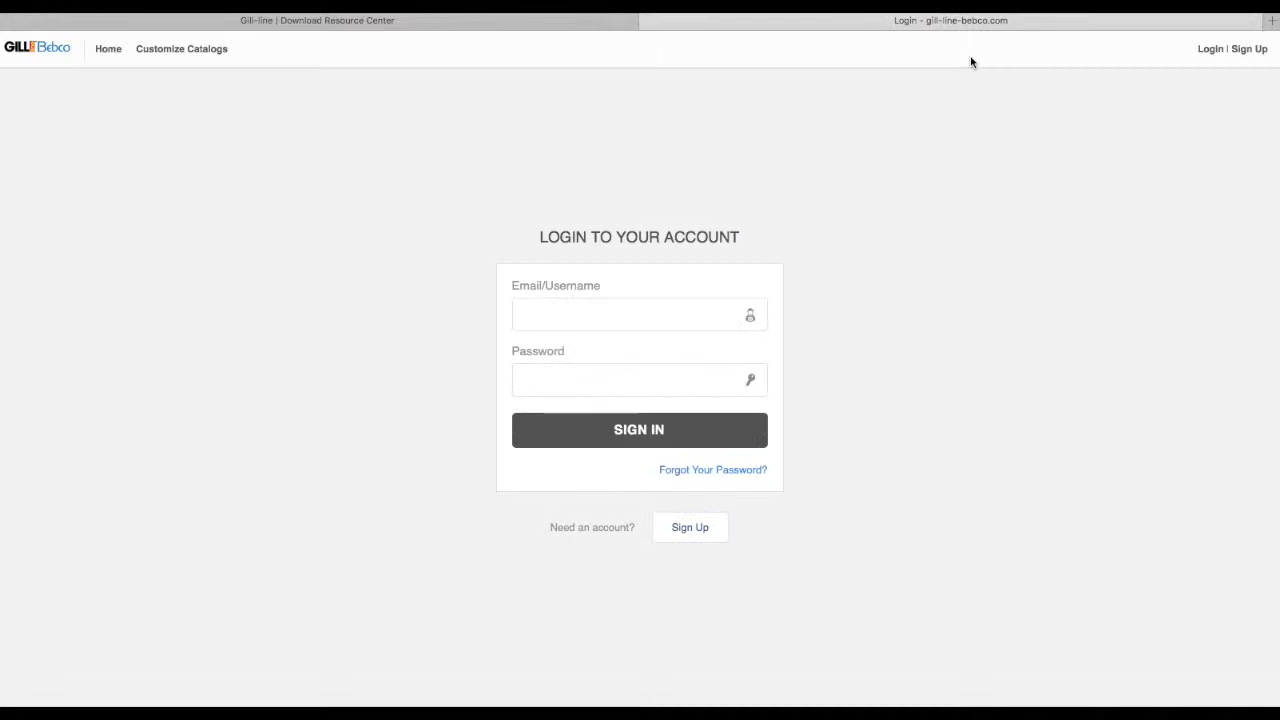 Gill-line | Download Resource Center
Login - gill-line-bebco.com
GILL Bebco
Home
Customize Catalogs
Login | Sign Up
LOGIN TO YOUR ACCOUNT
Email/Username
Password
SIGN IN
Forgot Your Password?
Need an account?
Sign Up